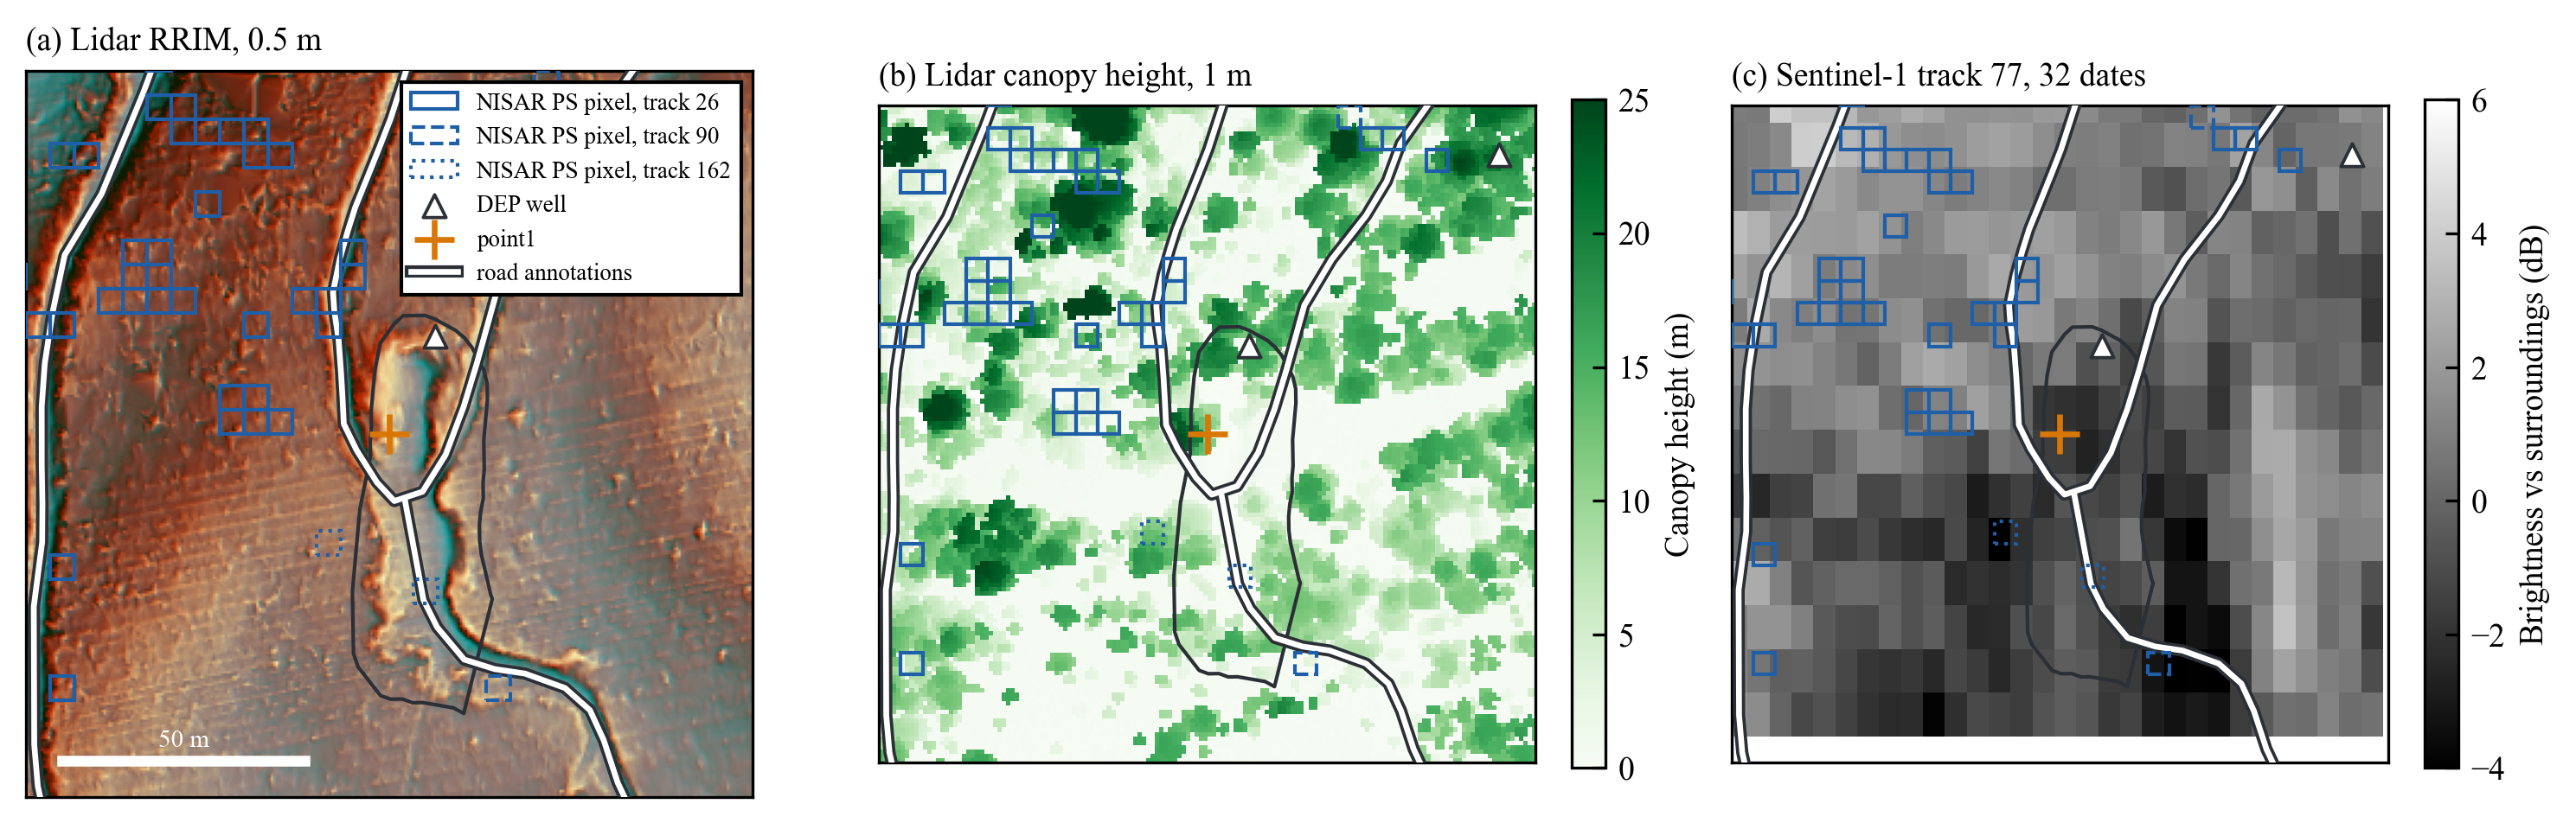 (a) Lidar RRIM, 0.5 m
NISAR PS pixel, track 26
NISAR PS pixel, track 90
NISAR PS pixel, track 162
DEP well
point1
road annotations
50 m
(b) Lidar canopy height, 1 m
25
20
15
10
5
0
Canopy height (m)
(c) Sentinel-1 track 77, 32 dates
6
4
2
0
−2
−4
Brightness vs surroundings (dB)